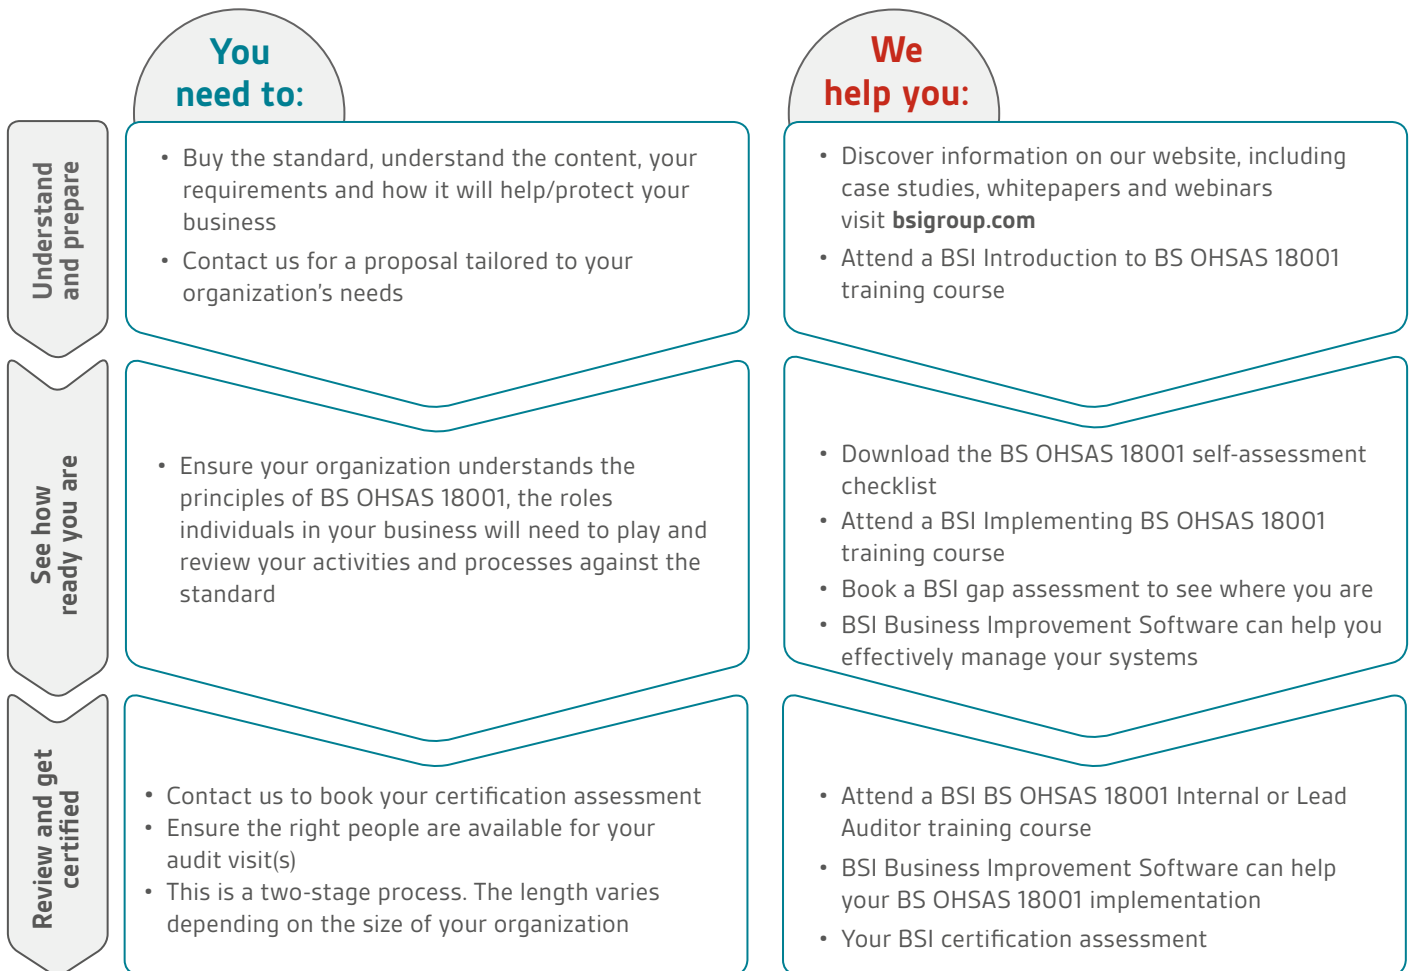 You
need to:
We
help you:
Understand
and prepare
• Buy the standard, understand the content, your
requirements and how it will help/protect your
business
• Contact us for a proposal tailored to your
organization's needs
• Discover information on our website, including
case studies, whitepapers and webinars
visit bsigroup.com
• Attend a BSI Introduction to BS OHSAS 18001
training course
See how
ready you are
• Ensure your organization understands the
principles of BS OHSAS 18001, the roles
individuals in your business will need to play and
review your activities and processes against the
standard
• Download the BS OHSAS 18001 self-assessment
checklist
• Attend a BSI Implementing BS OHSAS 18001
training course
• Book a BSI gap assessment to see where you are
• BSI Business Improvement Software can help you
effectively manage your systems
Review and get
certified
• Contact us to book your certification assessment
• Ensure the right people are available for your
audit visit(s)
• This is a two-stage process. The length varies
depending on the size of your organization
• Attend a BSI BS OHSAS 18001 Internal or Lead
Auditor training course
• BSI Business Improvement Software can help
your BS OHSAS 18001 implementation
• Your BSI certification assessment